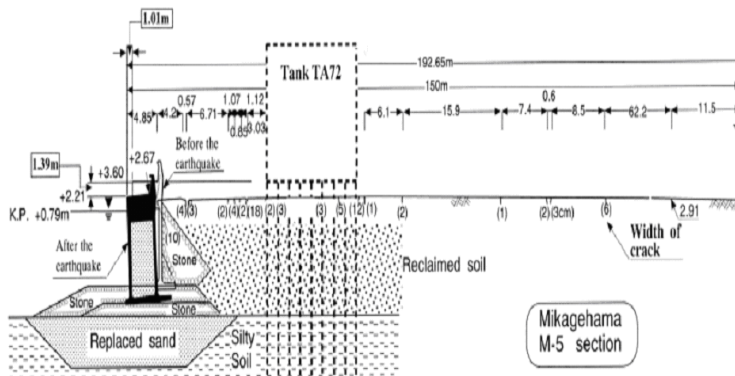 1.01m
192.65m
Tank TA72
150m
1.07 1.12
0.57
0.6
4.85 4.2 6.71
0.85 3.03
6.1 15.9 7.4 8.5 62.2 11.5
Before the
earthquake
1.39m
+2.67
+3.60
+2.21
K.P. +0.79m
(4)(3) (2)(4)(2)(18) (2)(3) (3) (5) (12)(1) (2) (1) (2)(3cm) (6) 2.91
Width of
crack
(10)
After the
earthquake
Stone
Reclaimed soil
Stone
Stone
Replaced sand
Silty
Soil
Mikagehama
M-5 section